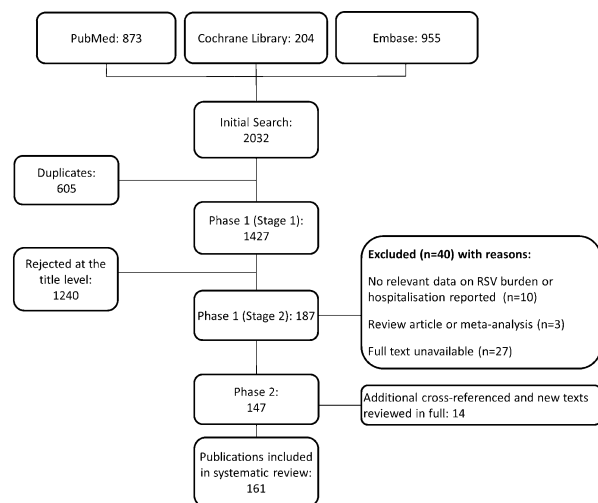 PubMed: 873
Cochrane Library: 204
Embase: 955
Initial Search:
2032
Duplicates:
605
Phase 1 (Stage 1):
1427
Rejected at the
title level:
1240
Excluded (n=40) with reasons:
No relevant data on RSV burden or
hospitalisation reported (n=10)
Review article or meta-analysis (n=3)
Full text unavailable (n=27)
Phase 1 (Stage 2): 187
Phase 2:
147
Additional cross-referenced and new texts
reviewed in full: 14
Publications included
in systematic review:
161